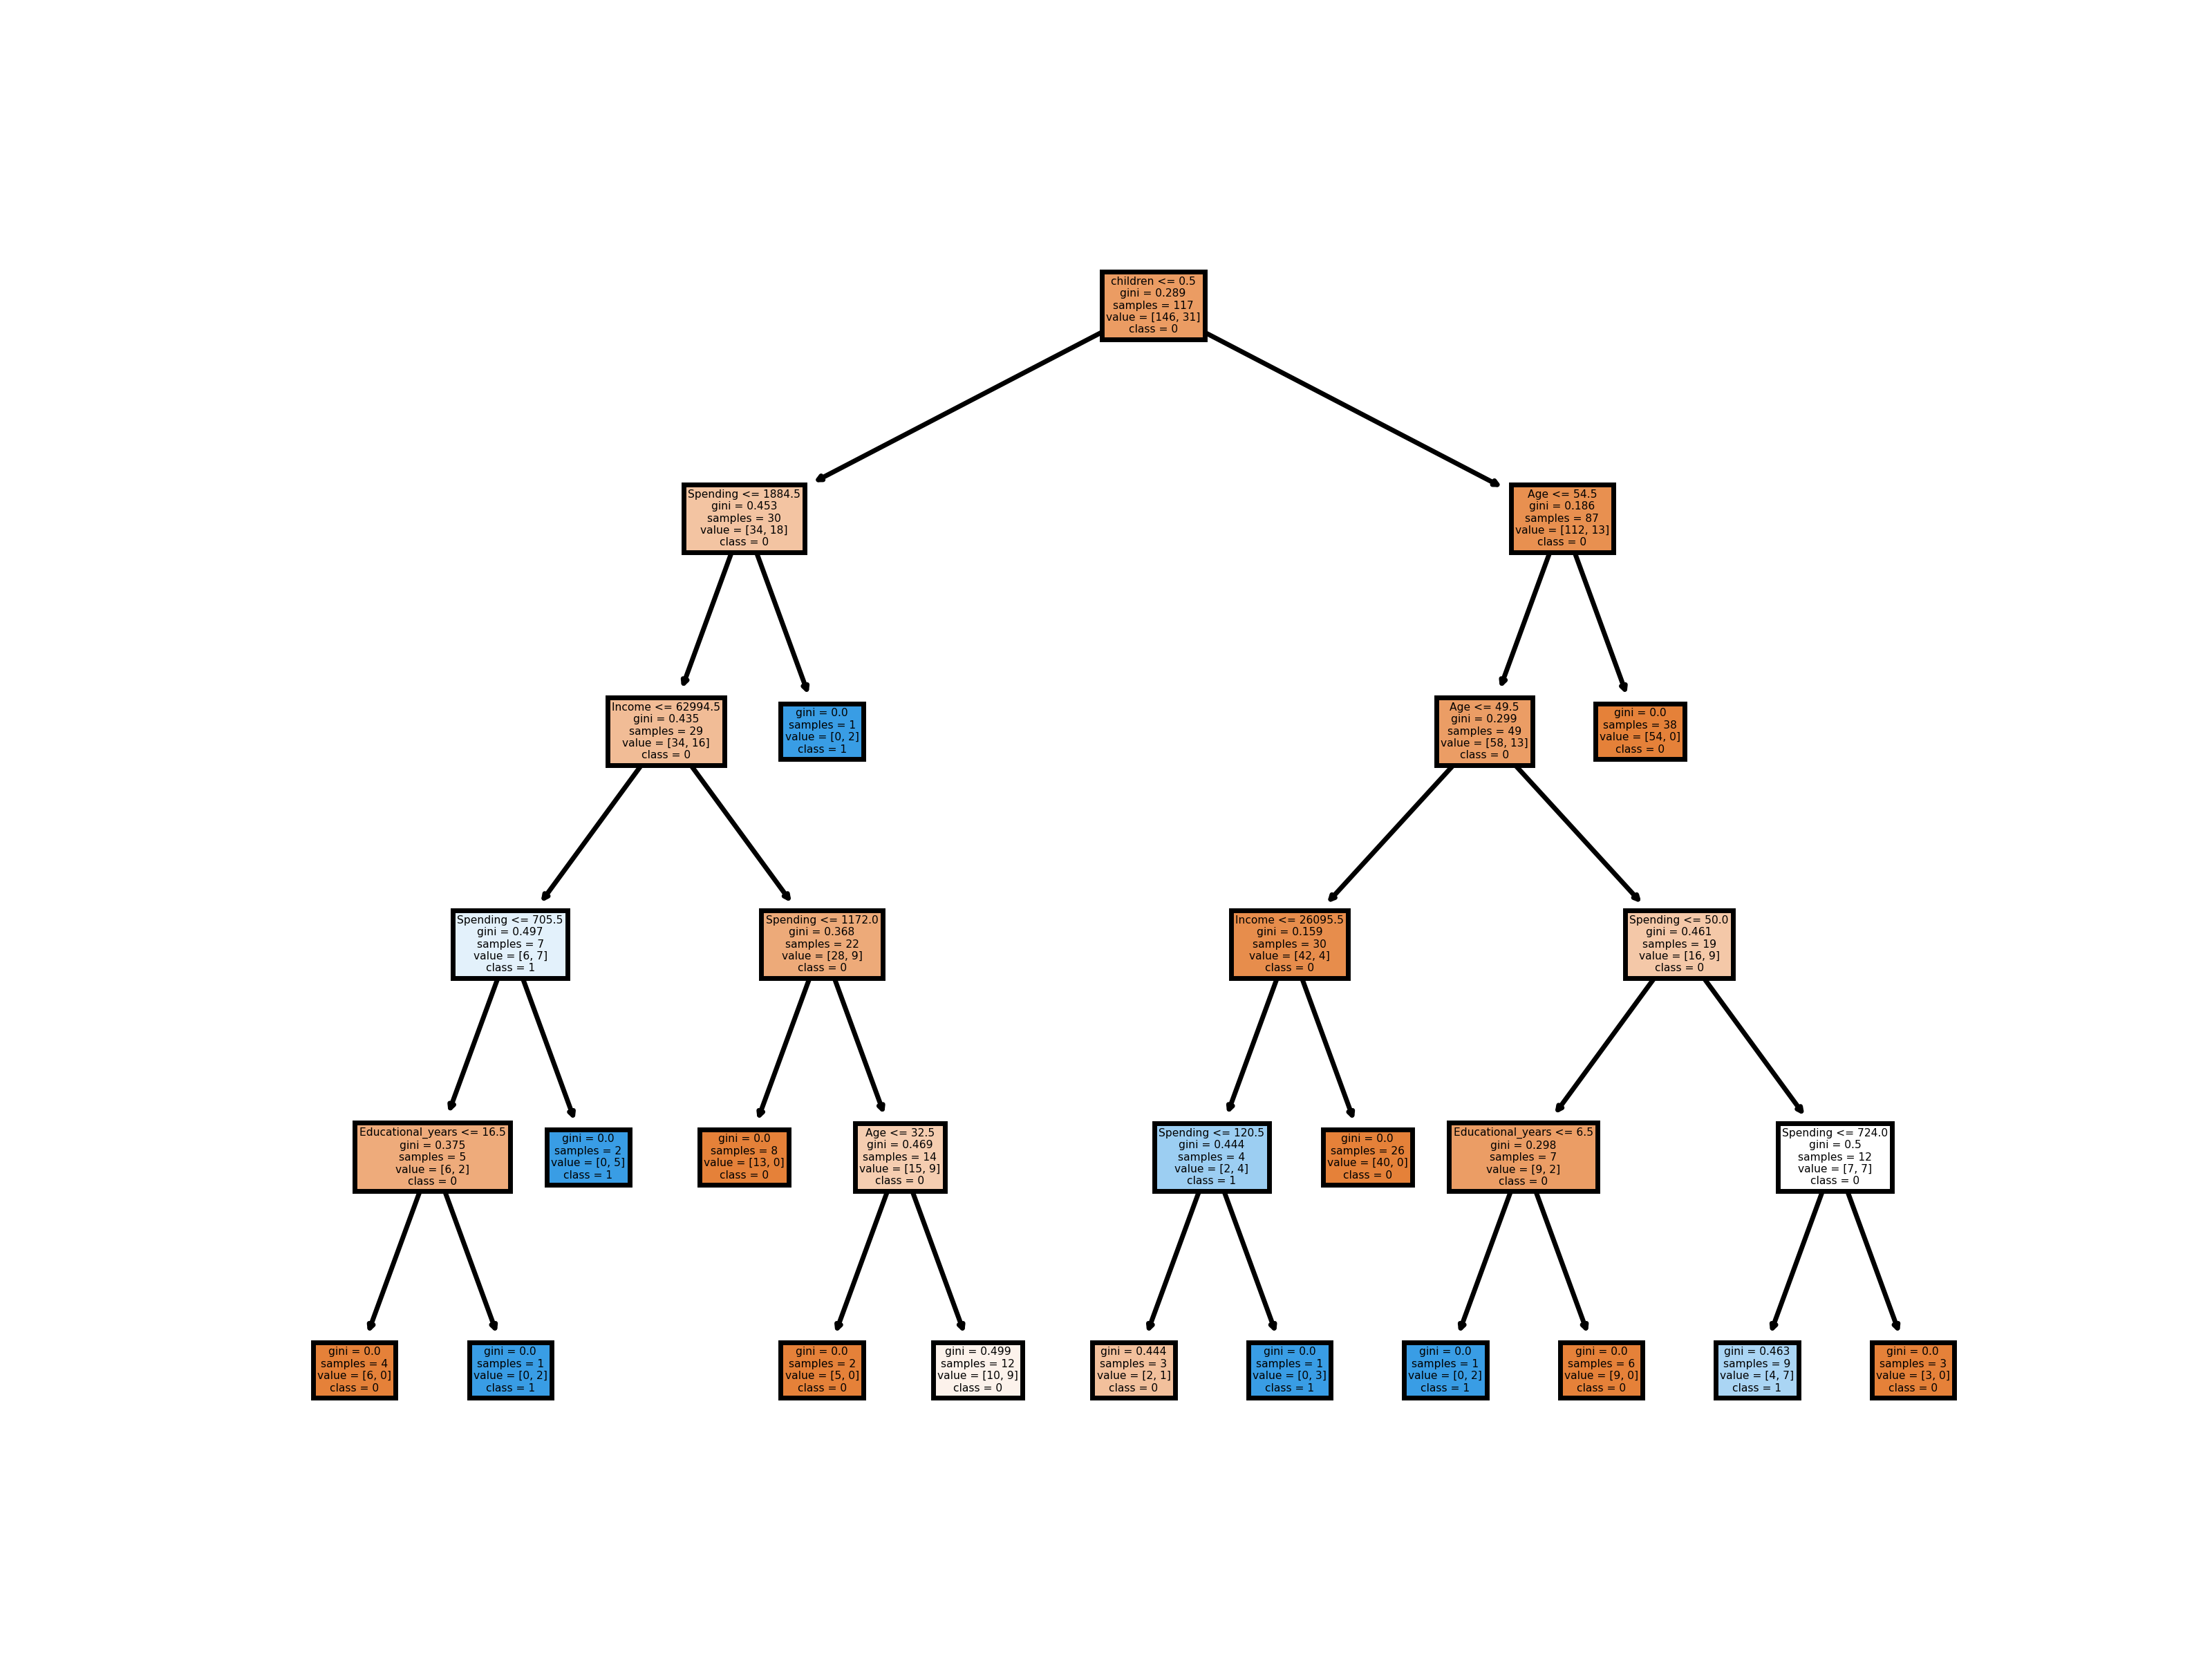 children <= 0.5
gini = 0.289
samples = 117
value = [146, 31]
class = 0
Spending <= 1884.5
gini = 0.453
samples = 30
value = [34, 18]
class = 0
Age <= 54.5
gini = 0.186
samples = 87
value = [112, 13]
class = 0
Income <= 62994.5
gini = 0.435
samples = 29
value = [34, 16]
class = 0
gini = 0.0
samples = 1
value = [0, 2]
class = 1
Age <= 49.5
gini = 0.299
samples = 49
value = [58, 13]
class = 0
gini = 0.0
samples = 38
value = [54, 0]
class = 0
Spending <= 705.5
gini = 0.497
samples = 7
value = [6, 7]
class = 1
Spending <= 1172.0
gini = 0.368
samples = 22
value = [28, 9]
class = 0
Income <= 26095.5
gini = 0.159
samples = 30
value = [42, 4]
class = 0
Spending <= 50.0
gini = 0.461
samples = 19
value = [16, 9]
class = 0
Educational_years <= 16.5
gini = 0.375
samples = 5
value = [6, 2]
class = 0
gini = 0.0
samples = 2
value = [0, 5]
class = 1
gini = 0.0
samples = 8
value = [13, 0]
class = 0
Age <= 32.5
gini = 0.469
samples = 14
value = [15, 9]
class = 0
Spending <= 120.5
gini = 0.444
samples = 4
value = [2, 4]
class = 1
gini = 0.0
samples = 26
value = [40, 0]
class = 0
Educational_years <= 6.5
gini = 0.298
samples = 7
value = [9, 2]
class = 0
Spending <= 724.0
gini = 0.5
samples = 12
value = [7, 7]
class = 0
gini = 0.0
samples = 4
value = [6, 0]
class = 0
gini = 0.0
samples = 1
value = [0, 2]
class = 1
gini = 0.0
samples = 2
value = [5, 0]
class = 0
gini = 0.499
samples = 12
value = [10, 9]
class = 0
gini = 0.444
samples = 3
value = [2, 1]
class = 0
gini = 0.0
samples = 1
value = [0, 3]
class = 1
gini = 0.0
samples = 1
value = [0, 2]
class = 1
gini = 0.0
samples = 6
value = [9, 0]
class = 0
gini = 0.463
samples = 9
value = [4, 7]
class = 1
gini = 0.0
samples = 3
value = [3, 0]
class = 0